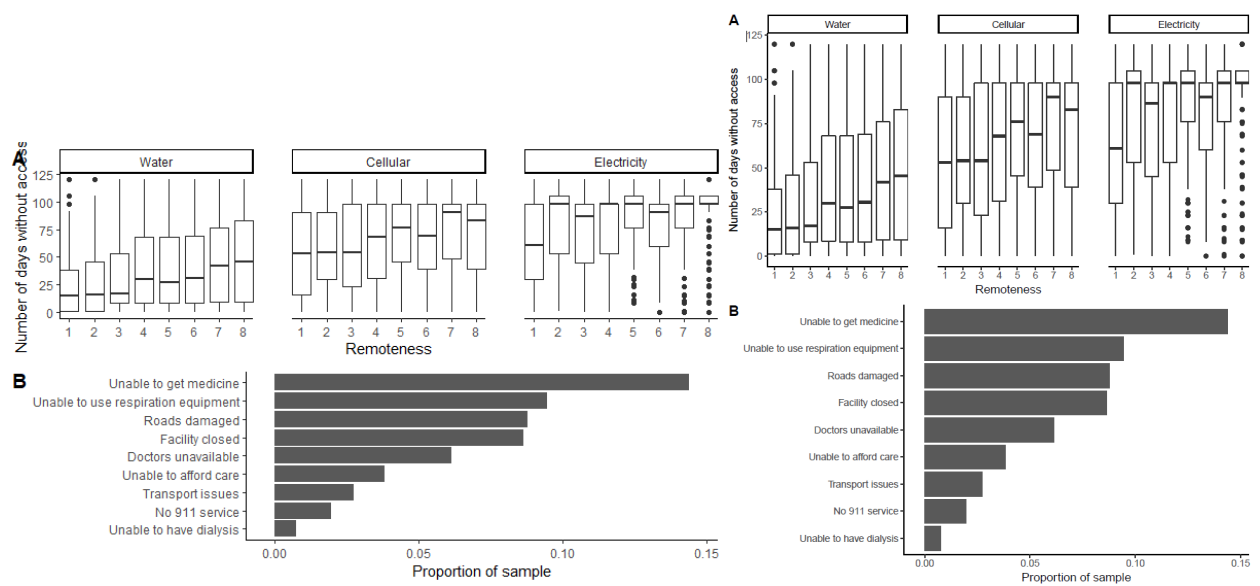 A
Water
Cellular
Electricity
Number of days without access
125
100
75
50
25
0
1 2 3 4 5 6 7 8
1 2 3 4 5 6 7 8
1 2 3 4 5 6 7 8
Remoteness
B
Unable to get medicine
Unable to use respiration equipment
Roads damaged
Facility closed
Doctors unavailable
Unable to afford care
Transport issues
No 911 service
Unable to have dialysis
0.00 0.05 0.10 0.15
Proportion of sample
A
Water
Cellular
Electricity
Number of days without access
125
100
75
50
25
0
1 2 3 4 5 6 7 8
1 2 3 4 5 6 7 8
1 2 3 4 5 6 7 8
Remoteness
B
Unable to get medicine
Unable to use respiration equipment
Roads damaged
Facility closed
Doctors unavailable
Unable to afford care
Transport issues
No 911 service
Unable to have dialysis
0.00 0.05 0.10 0.15
Proportion of sample